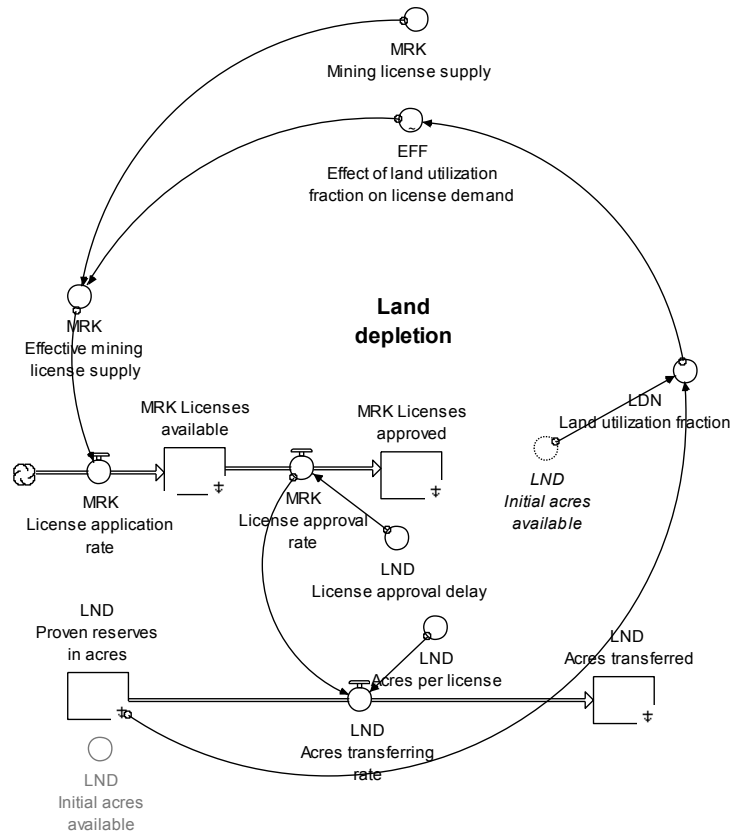 MRK
Mining license supply
EFF
Effect of land utilization
fraction on license demand
Land
depletion
MRK
Effective mining
license supply
LDN
Land utilization fraction
MRK Licenses
available
MRK Licenses
approved
LND
Initial acres
available
MRK
License application
rate
MRK
License approval
rate
LND
License approval delay
LND
Proven reserves
in acres
LND
Acres per license
LND
Acres transferred
LND
Acres transferring
rate
LND
Initial acres
available